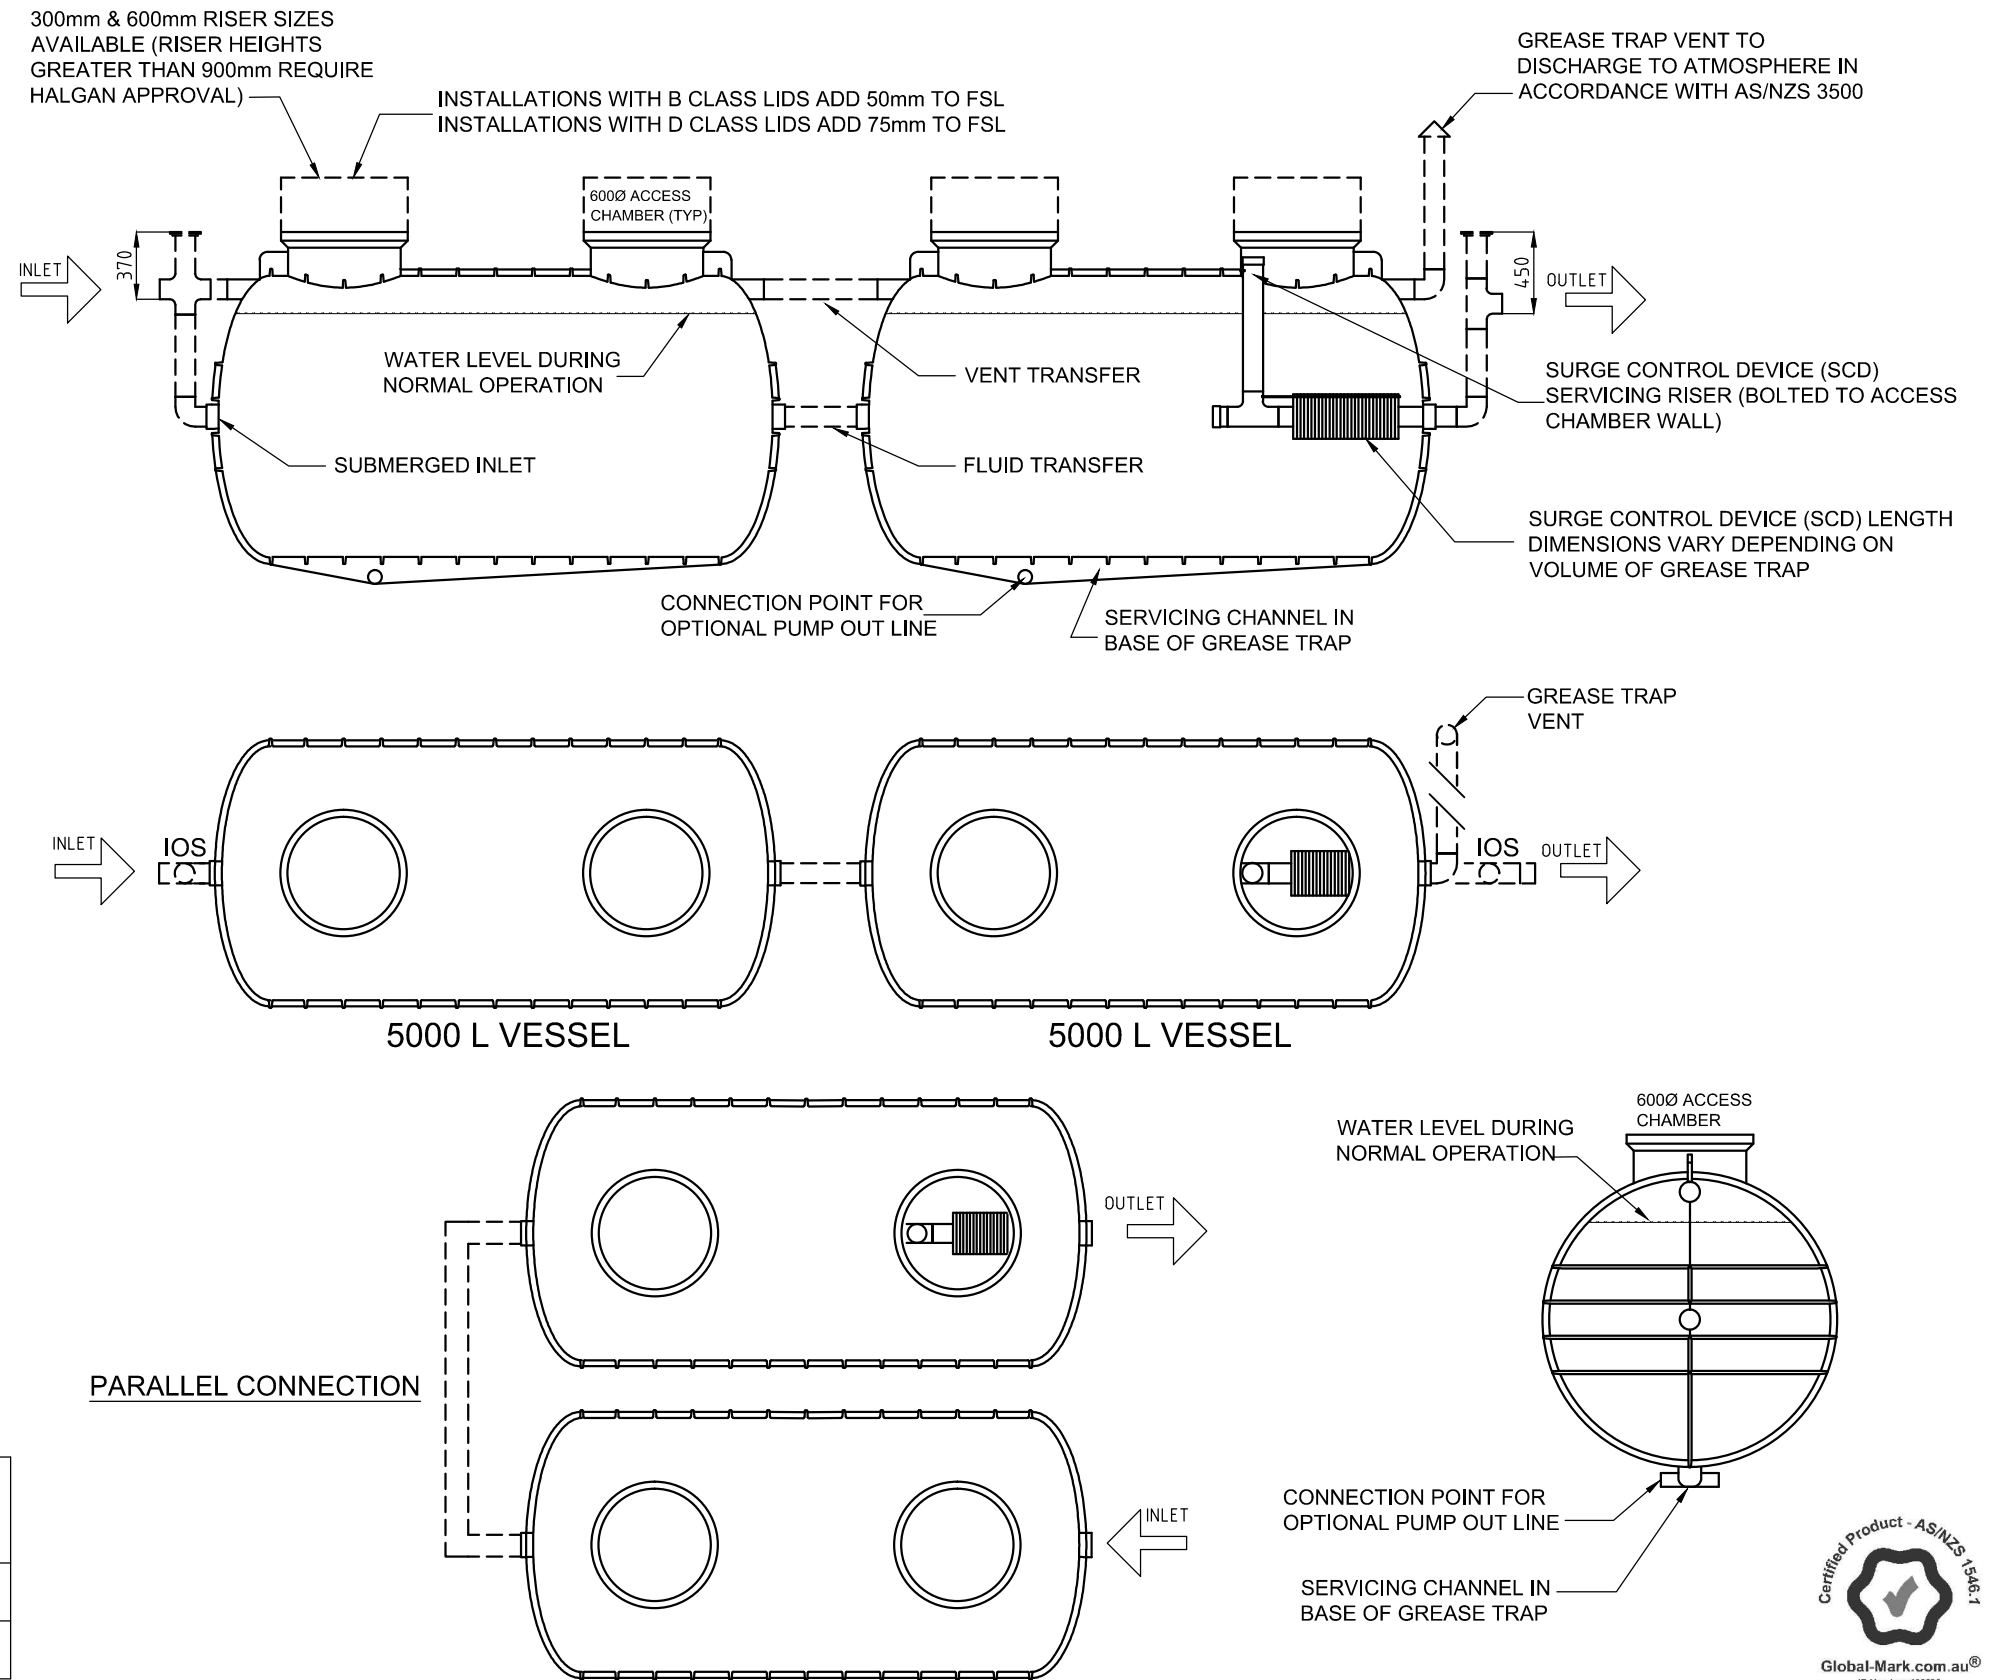 300mm & 600mm RISER SIZES
AVAILABLE (RISER HEIGHTS
GREATER THAN 900mm REQUIRE
HALGAN APPROVAL)
INSTALLATIONS WITH B CLASS LIDS ADD 50mm TO FSL
INSTALLATIONS WITH D CLASS LIDS ADD 75mm TO FSL
GREASE TRAP VENT TO
DISCHARGE TO ATMOSPHERE IN
ACCORDANCE WITH AS/NZS 3500
600Ø ACCESS
CHAMBER (TYP)
INLET
370
450
OUTLET
WATER LEVEL DURING
NORMAL OPERATION
VENT TRANSFER
SURGE CONTROL DEVICE (SCD)
SERVICING RISER (BOLTED TO ACCESS
CHAMBER WALL)
SUBMERGED INLET
FLUID TRANSFER
SURGE CONTROL DEVICE (SCD) LENGTH
DIMENSIONS VARY DEPENDING ON
VOLUME OF GREASE TRAP
CONNECTION POINT FOR
OPTIONAL PUMP OUT LINE
SERVICING CHANNEL IN
BASE OF GREASE TRAP
GREASE TRAP
VENT
INLET
IOS
IOS
OUTLET
5000 L VESSEL
5000 L VESSEL
OUTLET
PARALLEL CONNECTION
INLET
600Ø ACCESS
CHAMBER
WATER LEVEL DURING
NORMAL OPERATION
CONNECTION POINT FOR
OPTIONAL PUMP OUT LINE
SERVICING CHANNEL IN
BASE OF GREASE TRAP
Certified Product - AS/NZS 1546.1
Global-Mark.com.au®